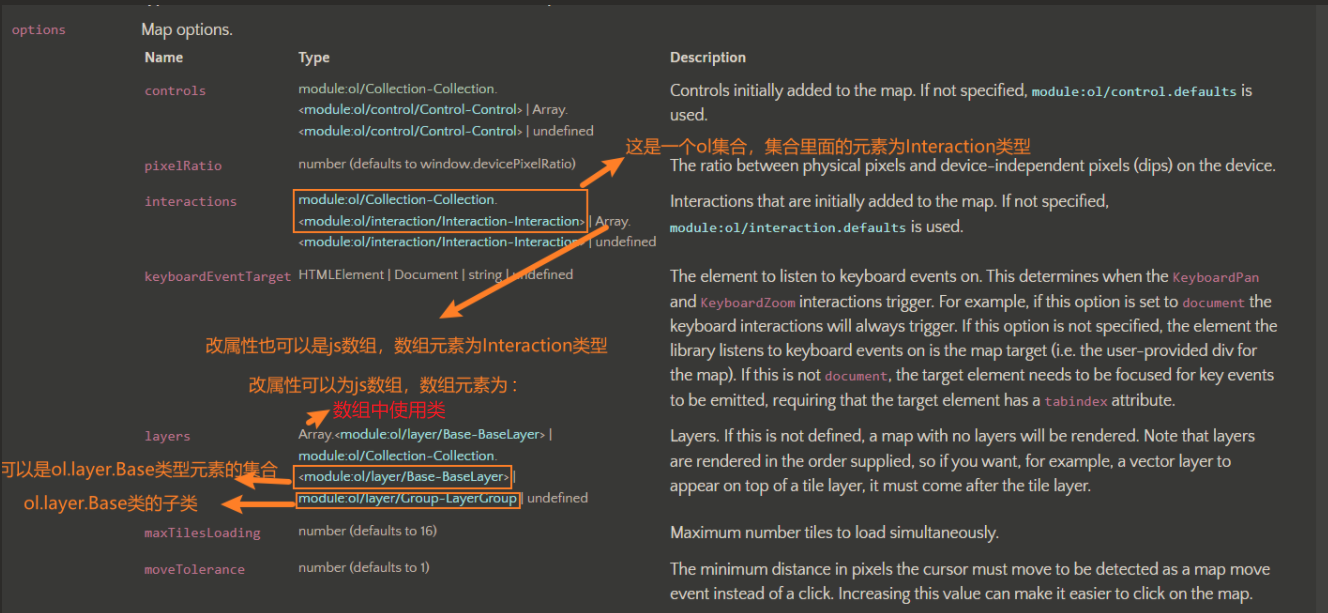 options
Map options.
Name Type Description
controls
module:ol/Collection-Collection.
<module:ol/control/Control-Control> | Array.
<module:ol/control/Control-Control> | undefined
Controls initially added to the map. If not specified, module:ol/control.defaults is
used.
这是一个ol集合，集合里面的元素为Interaction类型
pixelRatio
number (defaults to window.devicePixelRatio)
The ratio between physical pixels and device-independent pixels (dips) on the device.
interactions
module:ol/Collection-Collection.
<module:ol/interaction/Interaction-Interaction> | Array.
<module:ol/interaction/Interaction-Interaction> | undefined
Interactions that are initially added to the map. If not specified,
module:ol/interaction.defaults is used.
keyboardEventTarget
HTMLElement | Document | string | undefined
The element to listen to keyboard events on. This determines when the KeyboardPan
and KeyboardZoom interactions trigger. For example, if this option is set to document the
keyboard interactions will always trigger. If this option is not specified, the element the
library listens to keyboard events on is the map target (i.e. the user-provided div for
the map). If this is not document, the target element needs to be focused for key events
to be emitted, requiring that the target element has a tabindex attribute.
改属性也可以是js数组，数组元素为Interaction类型
改属性可以为js数组，数组元素为：
数组中使用类
layers
Array.<module:ol/layer/Base-BaseLayer> |
module:ol/Collection-Collection.
<module:ol/layer/Base-BaseLayer> |
module:ol/layer/Group-LayerGroup | undefined
可以是ol.layer.Base类型元素的集合
ol.layer.Base类的子类
Layers. If this is not defined, a map with no layers will be rendered. Note that layers
are rendered in the order supplied, so if you want, for example, a vector layer to
appear on top of a tile layer, it must come after the tile layer.
maxTilesLoading
number (defaults to 16)
Maximum number tiles to load simultaneously.
moveTolerance
number (defaults to 1)
The minimum distance in pixels the cursor must move to be detected as a map move
event instead of a click. Increasing this value can make it easier to click on the map.